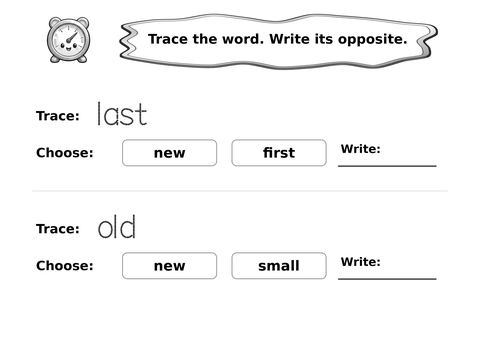 Trace the word. Write its opposite.
Trace: last
Choose: new first Write:
Trace: old
Choose: new small Write: